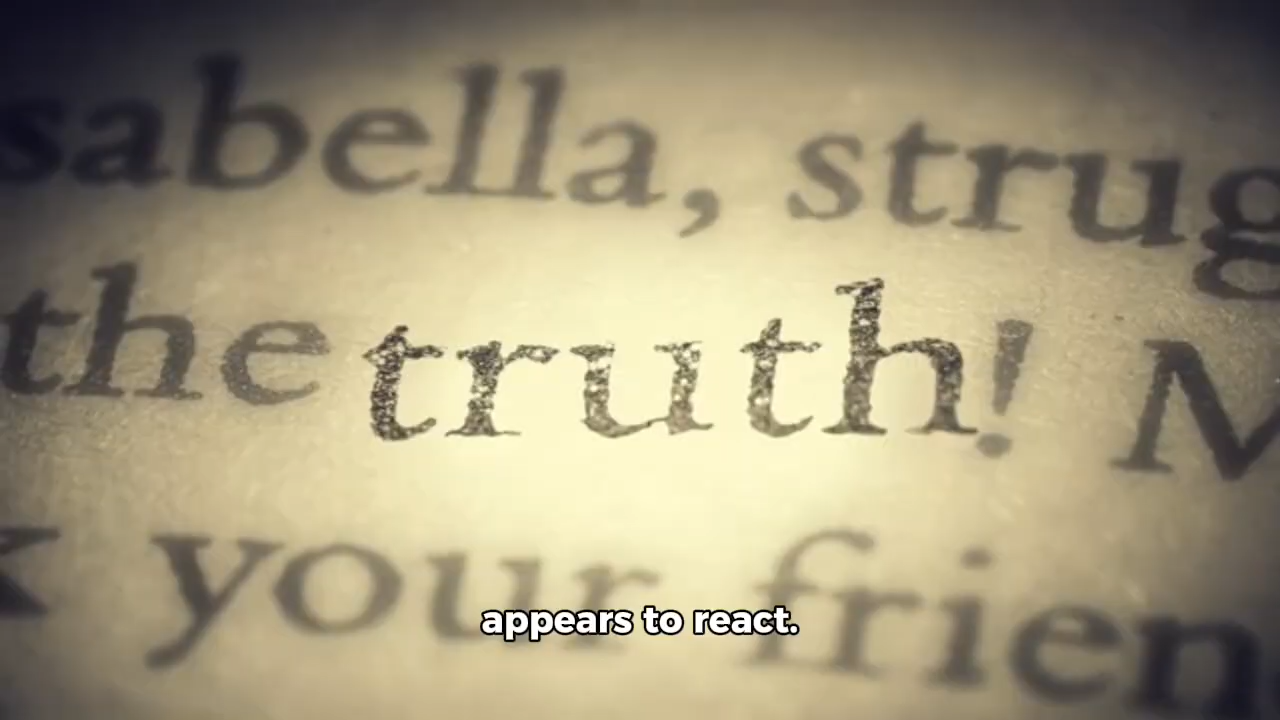 sabella, strug
the truth! M
your frien
appears to react.